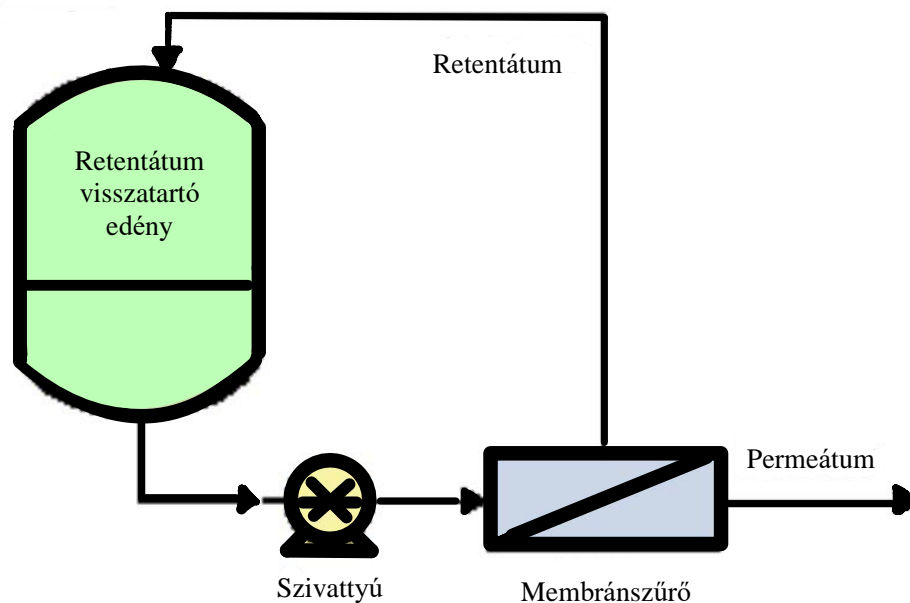 Retentátum
Retentátum
visszatartó
edény
Permeátum
Szivattyú
Membránszűrő